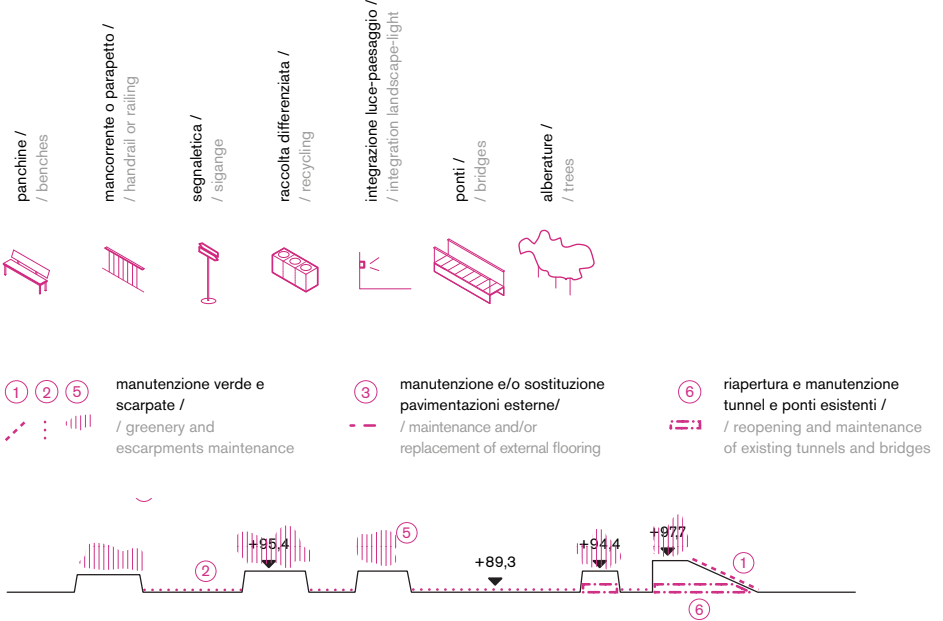 panchine /
/ benches
mancorrente o parapetto /
/ handrail or railing
segnaletica /
/ sigange
raccolta differenziata /
/ recycling
integrazione luce-paesaggio /
/ integration landscape-light
ponti /
/ bridges
alberature /
/ trees
1 2 5
manutenzione verde e
scarpate /
/ greenery and
escarpments maintenance
3
manutenzione e/o sostituzione
pavimentazioni esterne/
/ maintenance and/or
replacement of external flooring
6
riapertura e manutenzione
tunnel e ponti esistenti /
/ reopening and maintenance
of existing tunnels and bridges
5
+95,4
+94,4
+97,7
+89,3
2
1
6